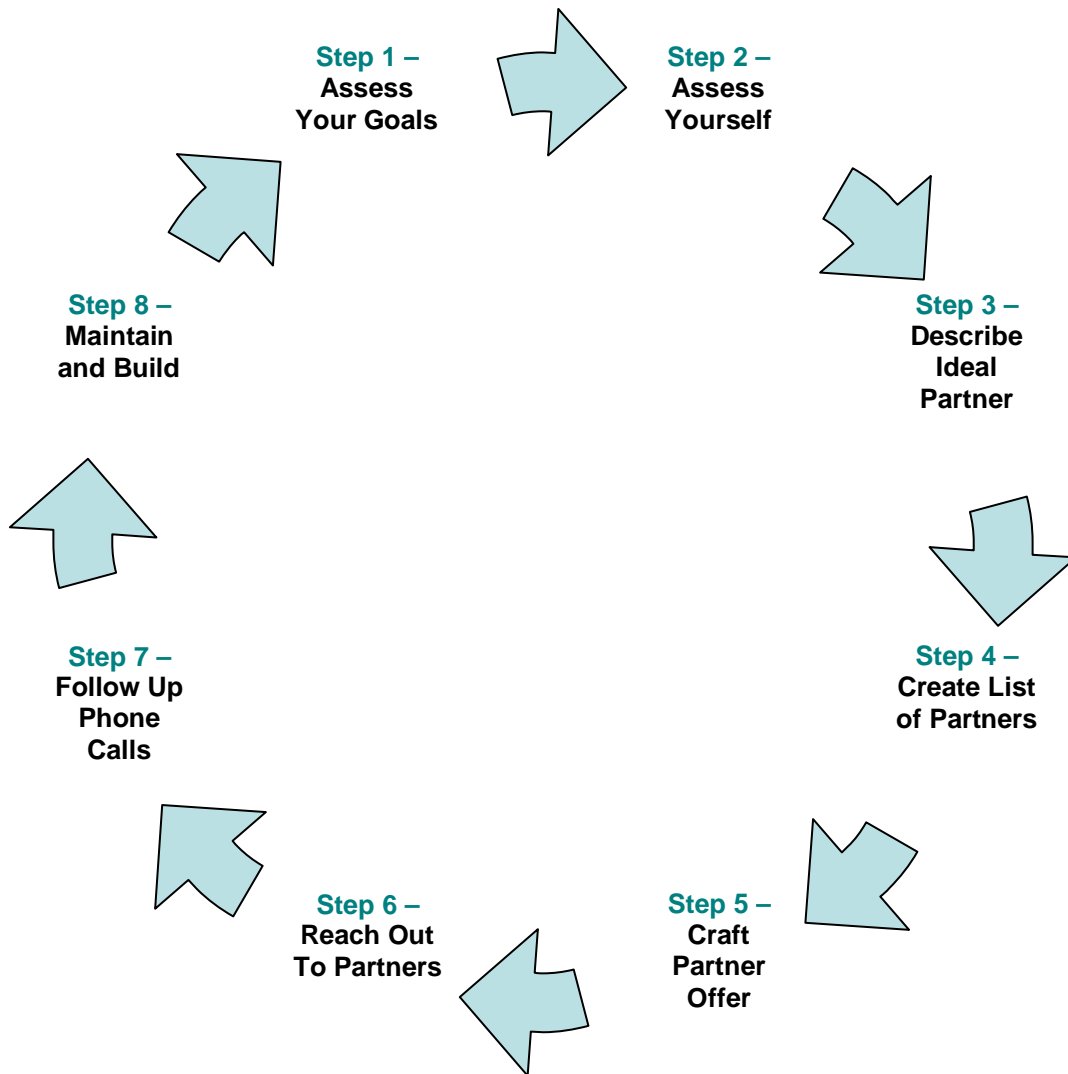 Step 1 –
Assess
Your Goals
Step 2 –
Assess
Yourself
Step 3 –
Describe
Ideal
Partner
Step 4 –
Create List
of Partners
Step 5 –
Craft
Partner
Offer
Step 6 –
Reach Out
To Partners
Step 7 –
Follow Up
Phone
Calls
Step 8 –
Maintain
and Build